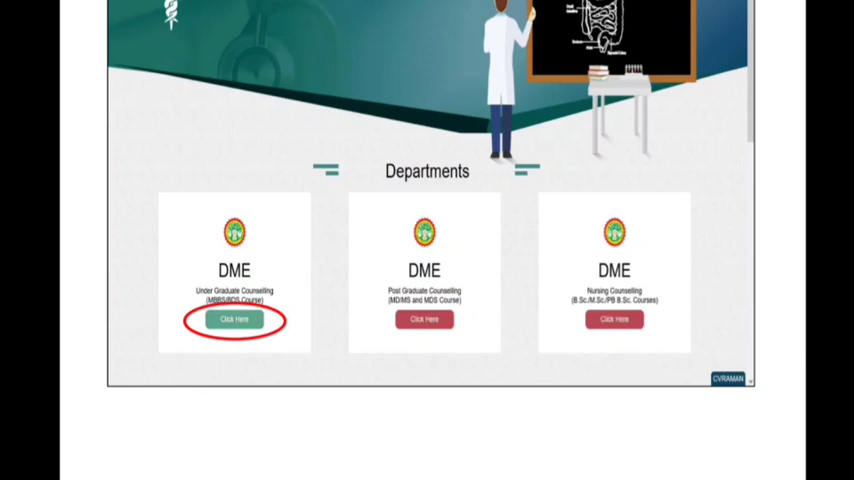 Departments
DME
Under Graduate Counselling
(MBBS/BDS Course)
Click Here
DME
Post Graduate Counselling
(MD/MS and MDS Course)
Click Here
DME
Nursing Counselling
(B.Sc./M.Sc./PB B.Sc. Courses)
Click Here
CVRAMAN